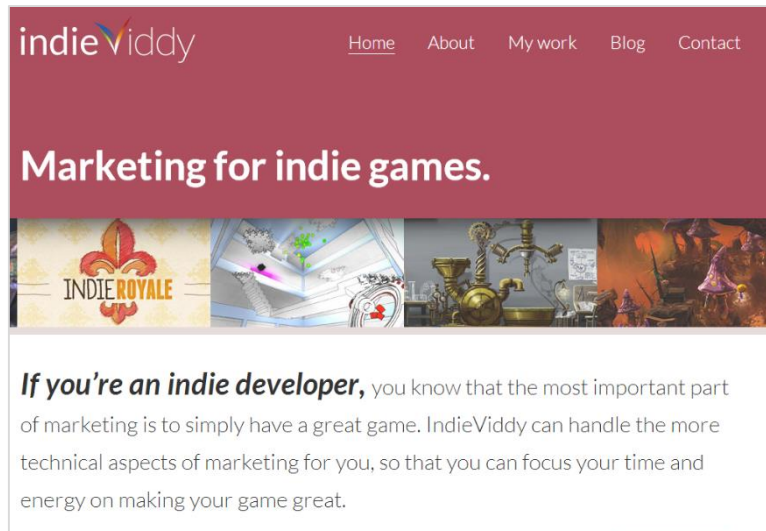 indieViddy
Home About My work Blog Contact
Marketing for indie games.
INDIE ROYALE
If you’re an indie developer, you know that the most important part
of marketing is to simply have a great game. IndieViddy can handle the more
technical aspects of marketing for you, so that you can focus your time and
energy on making your game great.